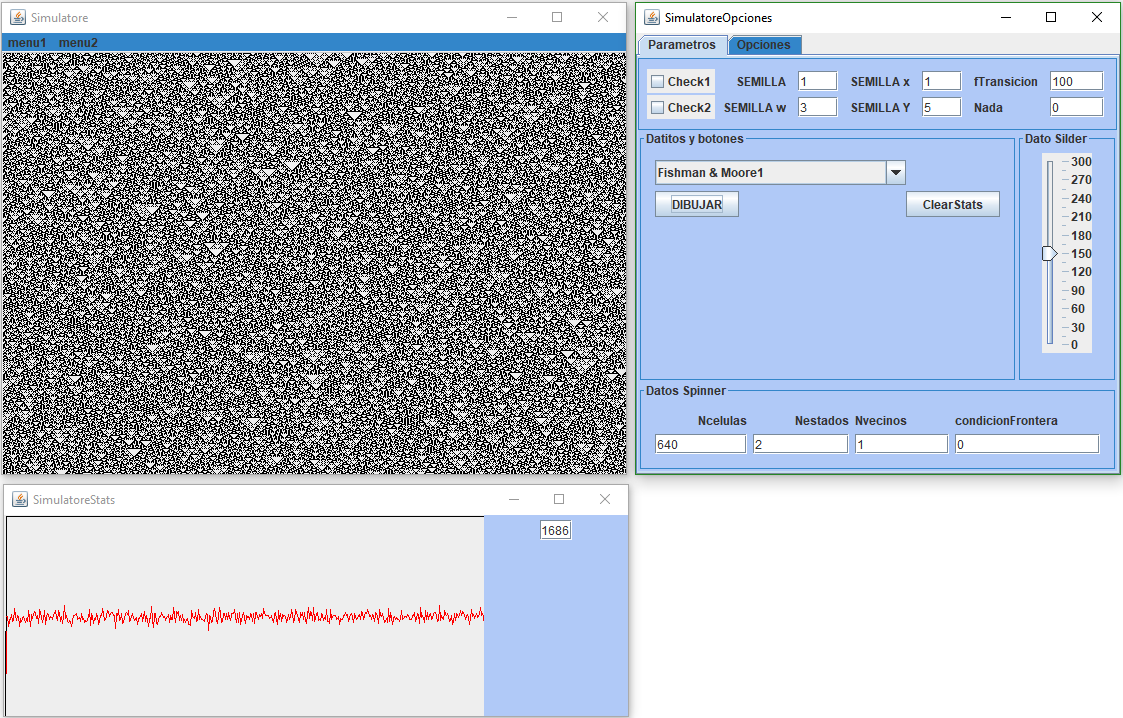 Simulatore
menu1 menu2
SimulatoreOpciones
Parametros Opciones
Check1 SEMILLA 1 SEMILLA x 1 fTransicion 100
Check2 SEMILLA w 3 SEMILLA Y 5 Nada 0
Datitos y botones
Fishman & Moore1
DIBUJAR ClearStats
Dato Silder
300
270
240
210
180
150
120
90
60
30
0
Datos Spinner
Ncelulas Nestados Nvecinos condicionFrontera
640 2 1 0
SimulatoreStats
1686